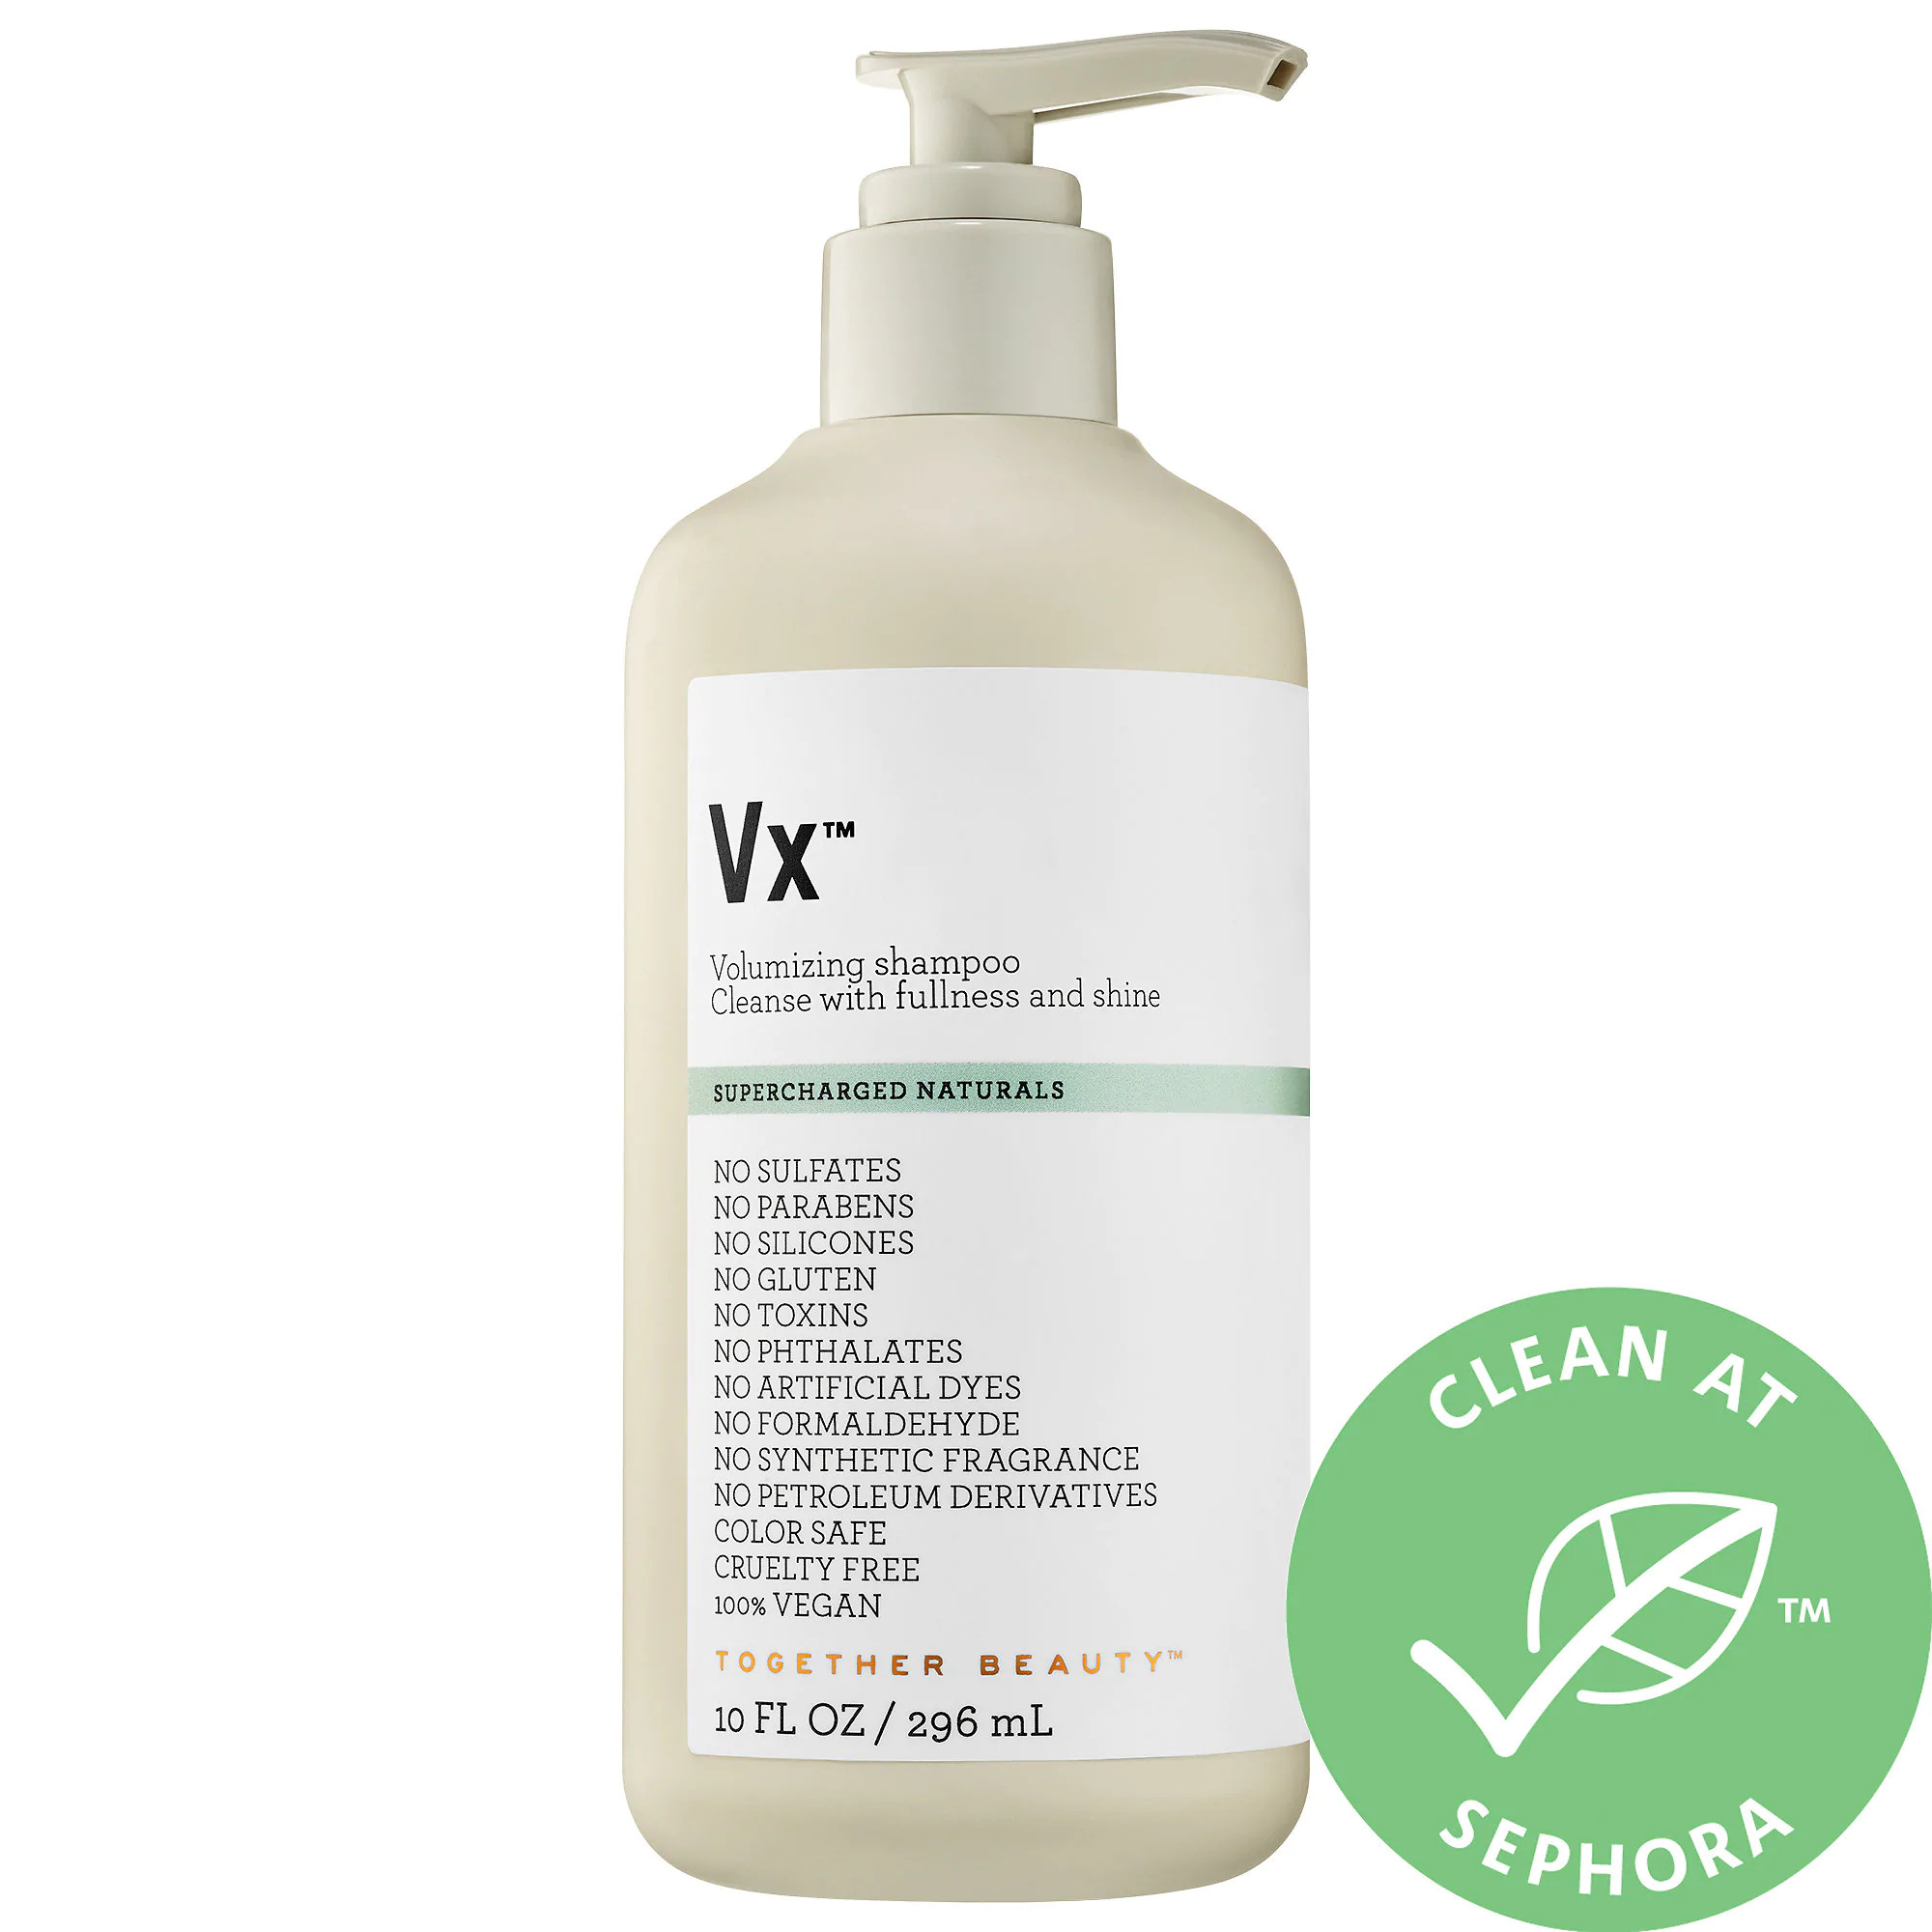 Vx™
Volumizing shampoo
Cleanse with fullness and shine
SUPERCHARGED NATURALS
NO SULFATES
NO PARABENS
NO SILICONES
NO GLUTEN
NO TOXINS
NO PHTHALATES
NO ARTIFICIAL DYES
NO FORMALDEHYDE
NO SYNTHETIC FRAGRANCE
NO PETROLEUM DERIVATIVES
COLOR SAFE
CRUELTY FREE
100% VEGAN
TOGETHER BEAUTY™
10 FL OZ / 296 mL
CLEAN AT
™
SEPHORA